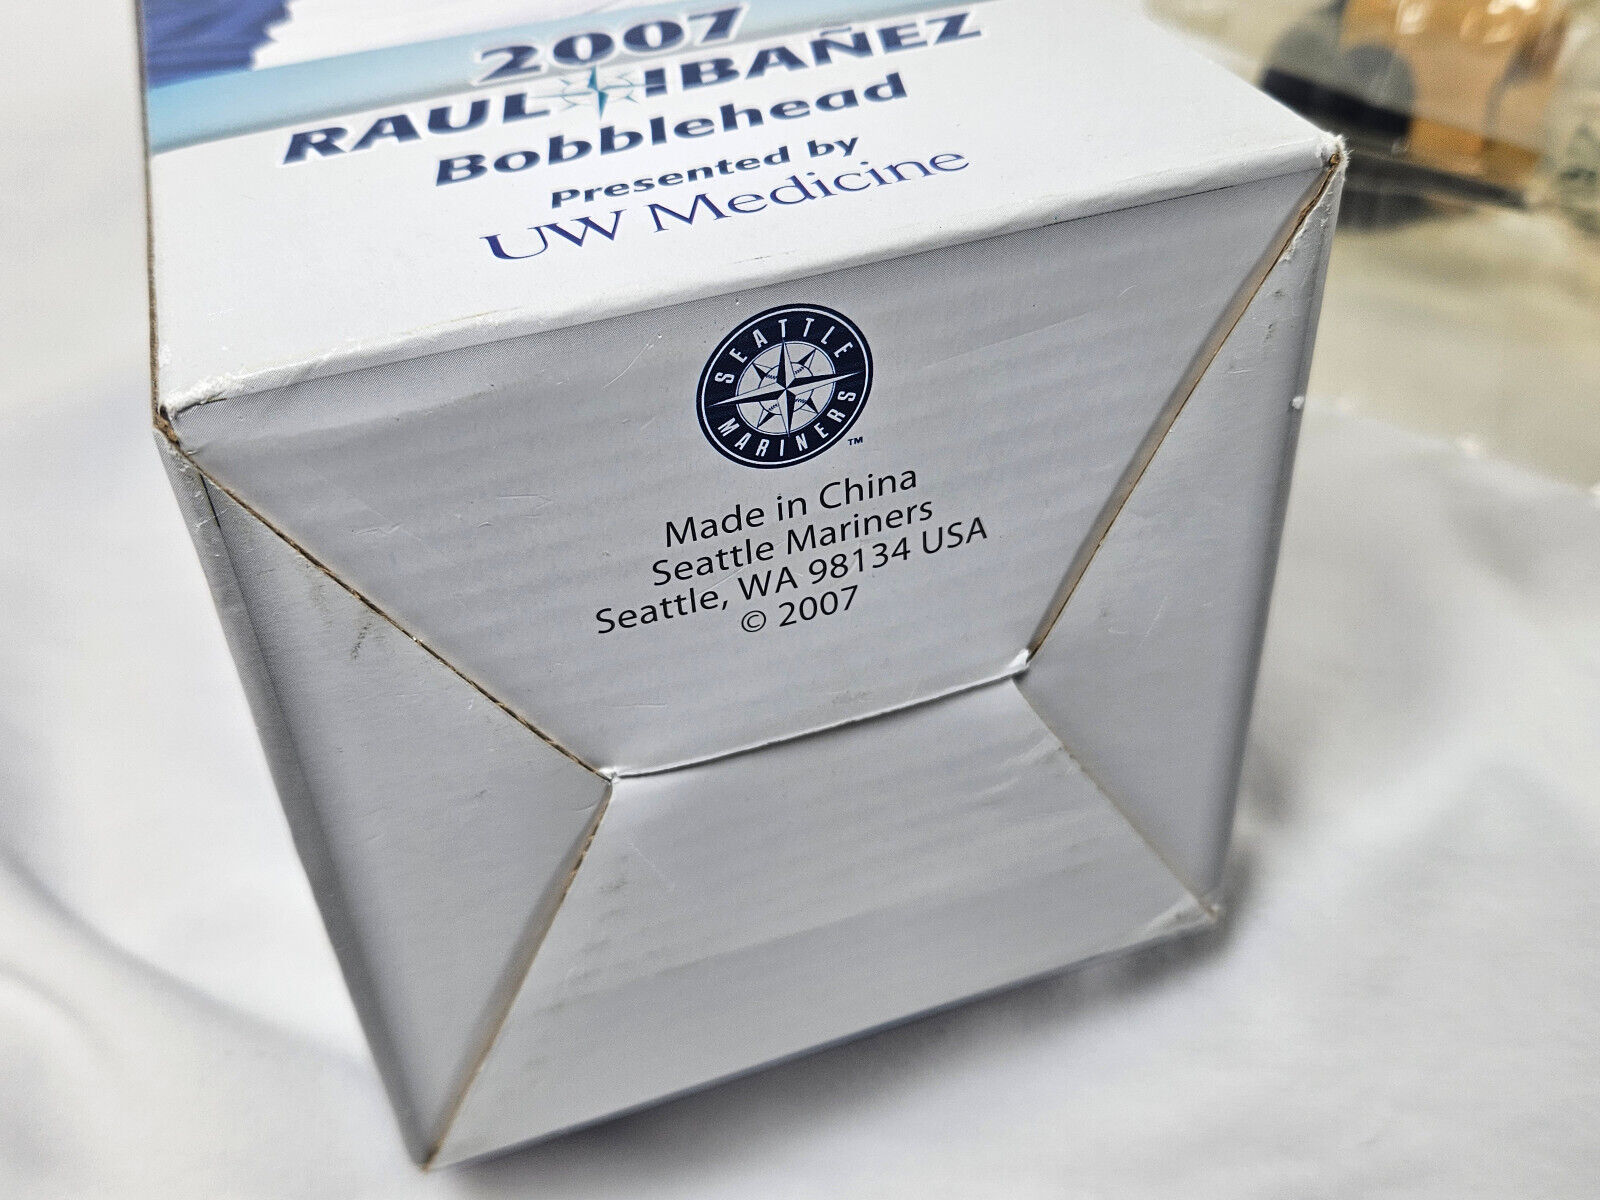 2007
RAUL IBAÑEZ
Bobblehead
Presented by
UW Medicine
SEATTLE
MARINERS
TM
Made in China
Seattle Mariners
Seattle, WA 98134 USA
© 2007